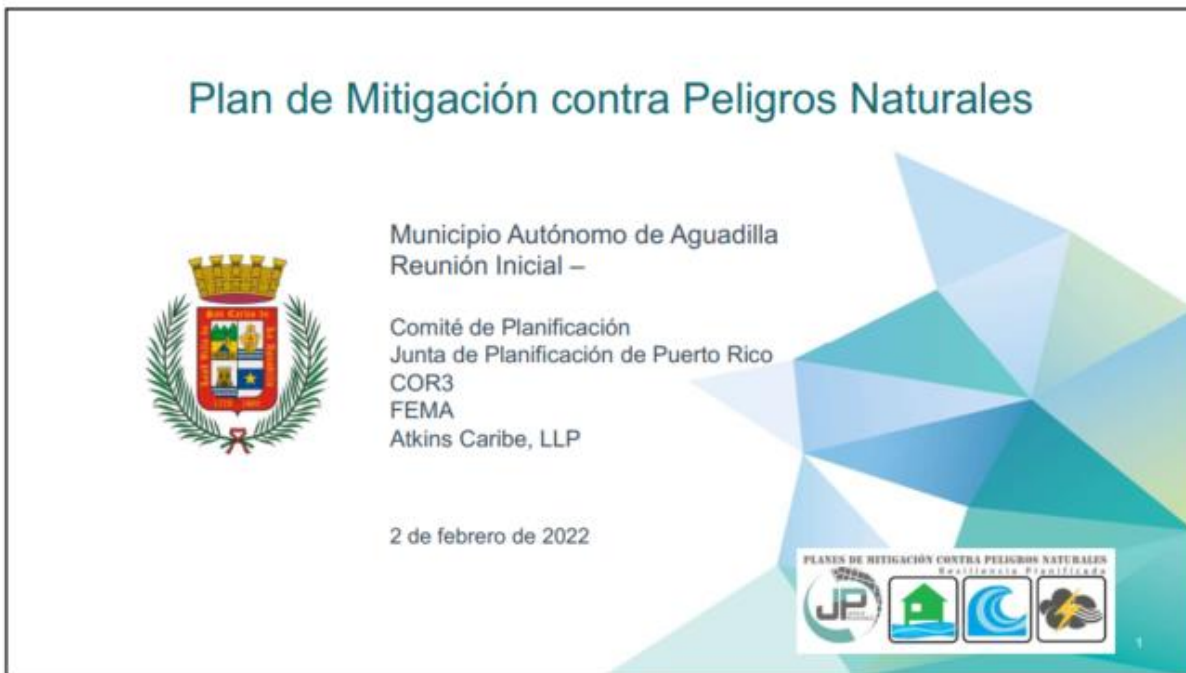 Plan de Mitigación contra Peligros Naturales
Municipio Autónomo de Aguadilla
Reunión Inicial –
Comité de Planificación
Junta de Planificación de Puerto Rico
COR3
FEMA
Atkins Caribe, LLP
2 de febrero de 2022
PLANES DE MITIGACIÓN CONTRA PELIGROS NATURALES
Resiliencia Planificada
JP
1